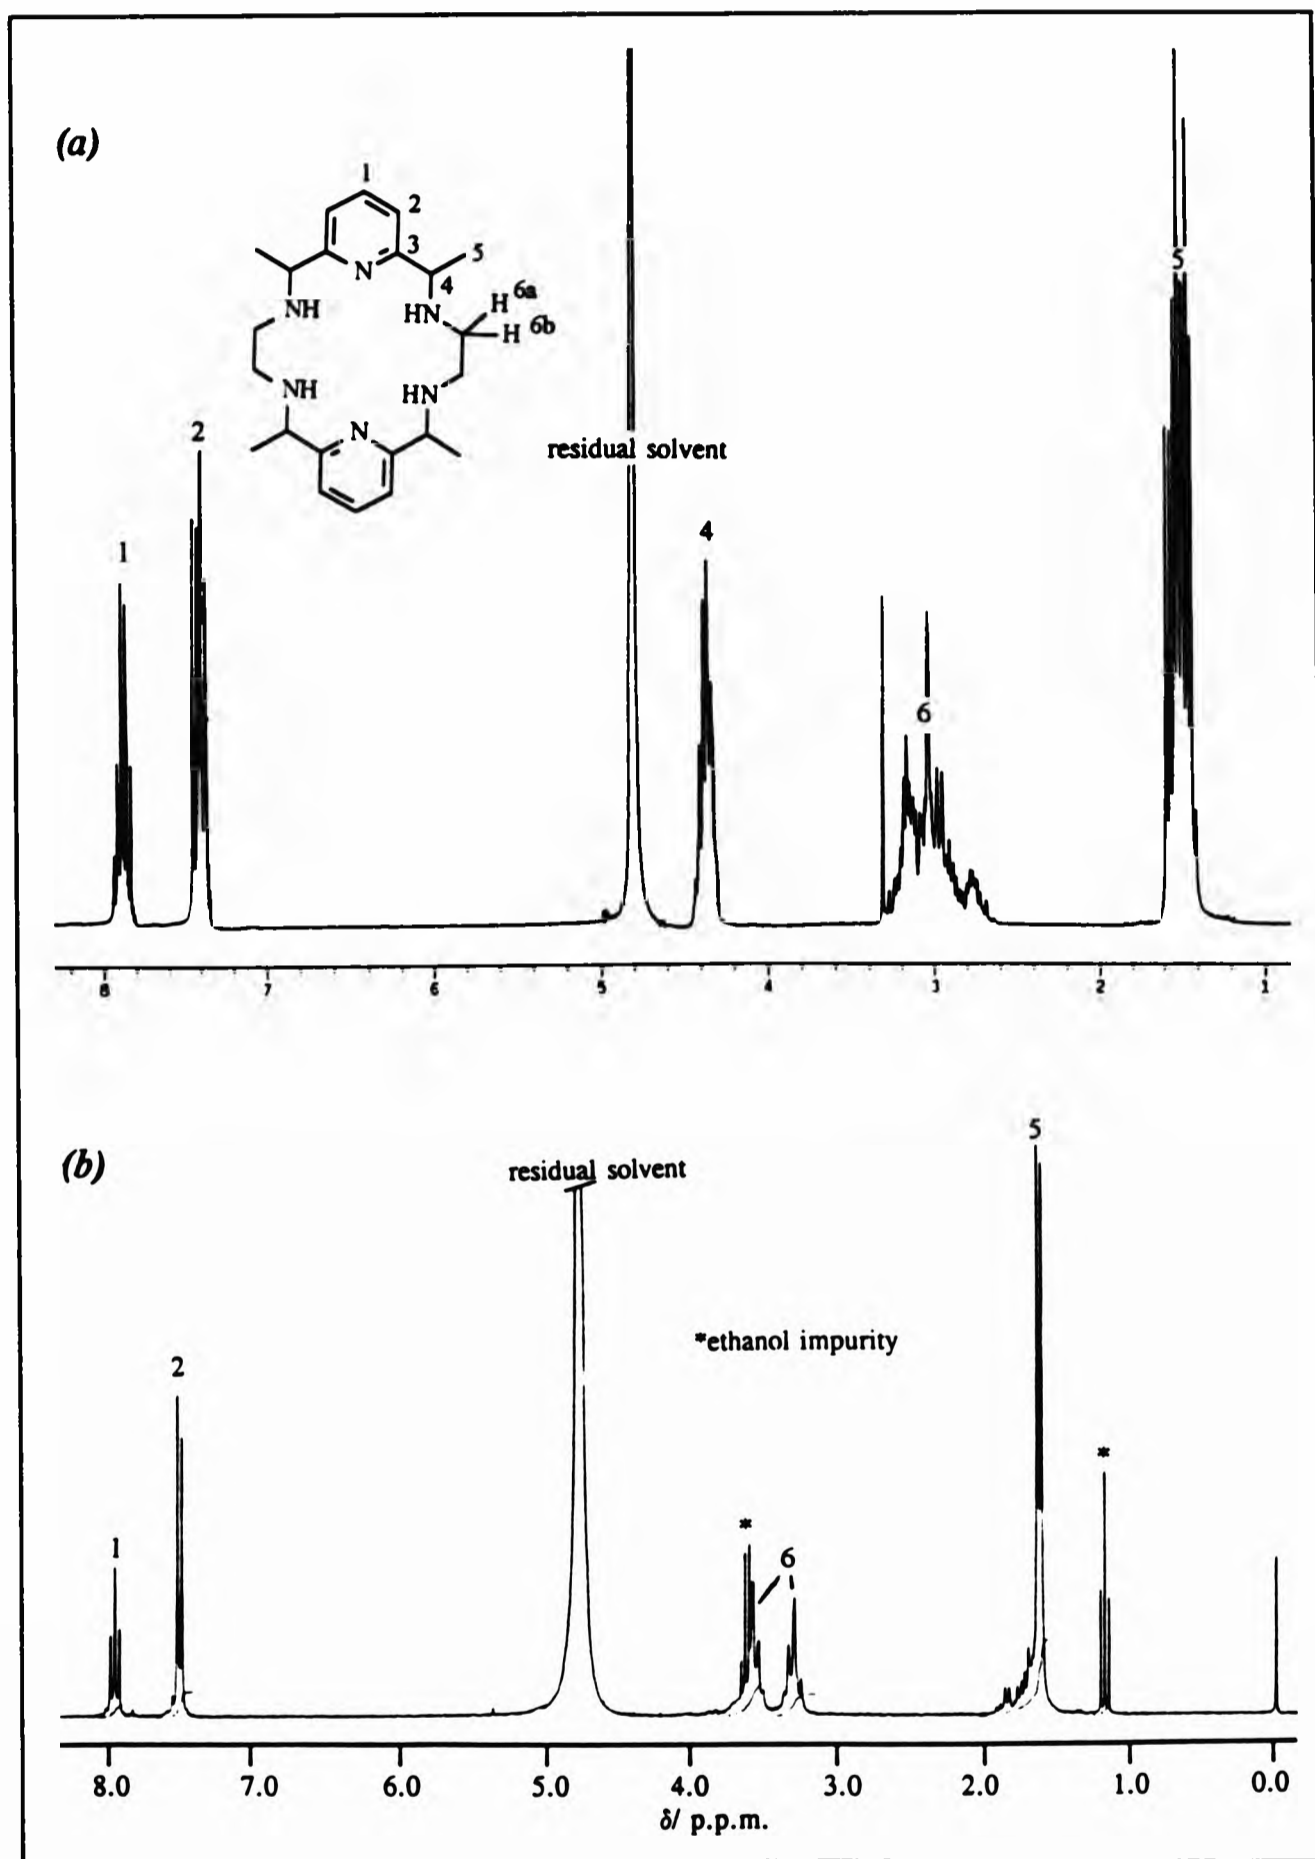 (a)
1
2
3
5
N
4
H 6a
NH
HN
H 6b
NH
HN
N
2
1
residual solvent
4
6
5
8 7 6 5 4 3 2 1
(b)
residual solvent
5
*ethanol impurity
2
1
*
6
*
8.0 7.0 6.0 5.0 4.0 3.0 2.0 1.0 0.0
δ/ p.p.m.